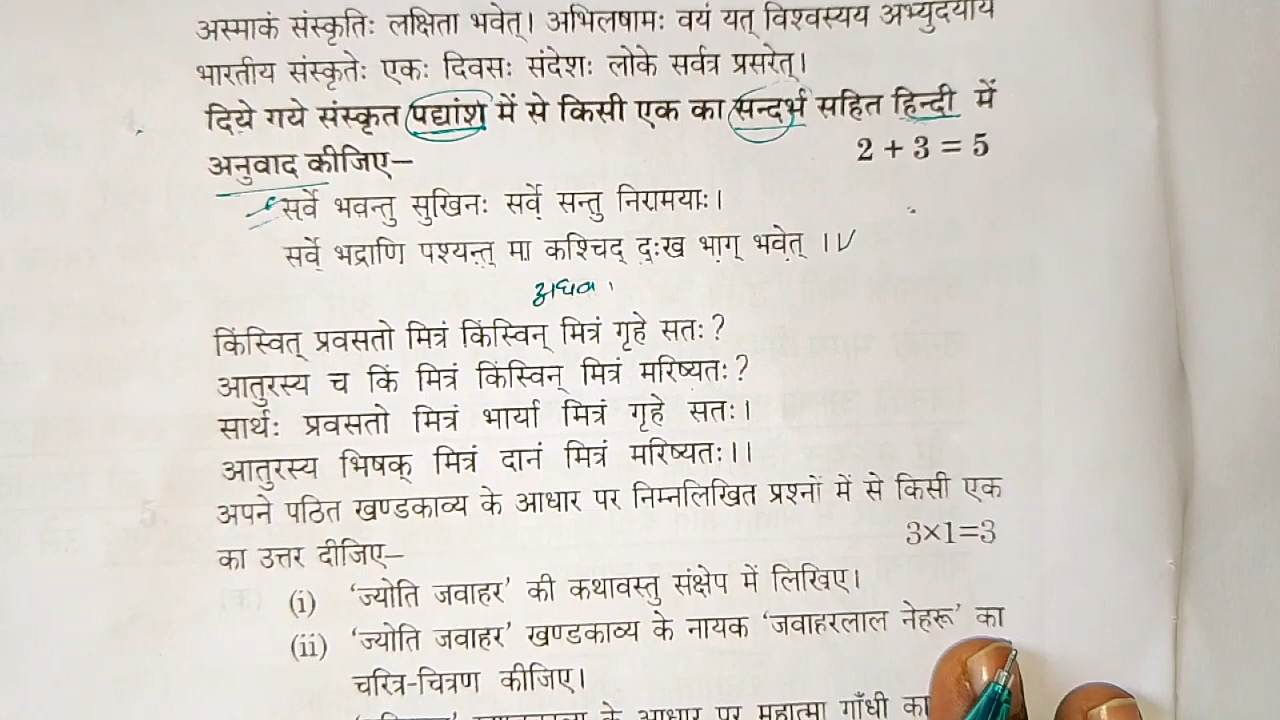 अस्माकं संस्कृतिः लक्षिता भवेत्। अभिलषामः वयं यत् विश्वस्यय अभ्युदयाय
भारतीय संस्कृतेः एकः दिवसः संदेशः लोके सर्वत्र प्रसरेत्।
दिये गये संस्कृत पद्यांश में से किसी एक का सन्दर्भ सहित हिन्दी में
अनुवाद कीजिए– 2 + 3 = 5
सर्वे भवन्तु सुखिनः सर्वे सन्तु निरामयाः।
सर्वे भद्राणि पश्यन्त् मा कश्चिद् दुःख भाग् भवेत् ।।
अथवा
किंस्वित् प्रवसतो मित्रं किंस्विन् मित्रं गृहे सतः?
आतुरस्य च किं मित्रं किंस्विन् मित्रं मरिष्यतः?
सार्थः प्रवसतो मित्रं भार्या मित्रं गृहे सतः।
आतुरस्य भिषक् मित्रं दानं मित्रं मरिष्यतः।।
अपने पठित खण्डकाव्य के आधार पर निम्नलिखित प्रश्नों में से किसी एक
का उत्तर दीजिए– 3×1=3
(i) 'ज्योति जवाहर' की कथावस्तु संक्षेप में लिखिए।
(ii) 'ज्योति जवाहर' खण्डकाव्य के नायक 'जवाहरलाल नेहरू' का
चरित्र-चित्रण कीजिए।
के आधार पर महात्मा गाँधी का